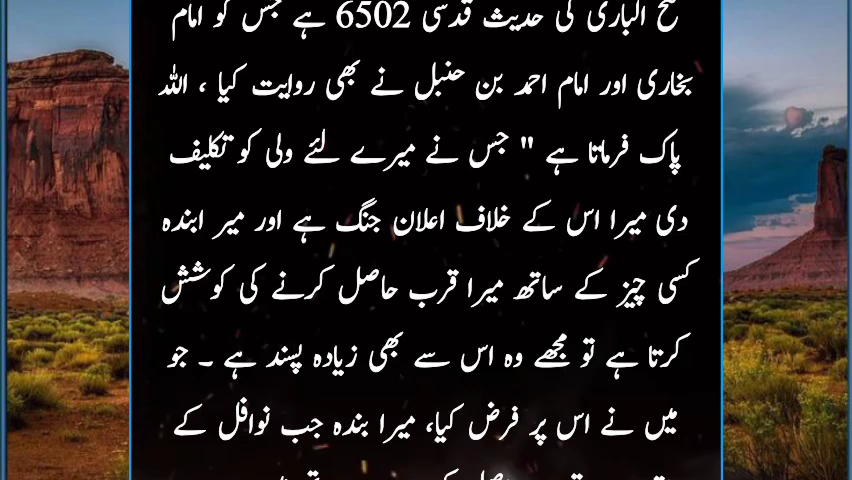 فتح الباری کی حدیث قدسی 6502 ہے جس کو امام
بخاری اور امام احمد بن حنبل نے بھی روایت کیا ، اللہ
پاک فرماتا ہے " جس نے میرے لئے ولی کو تکلیف
دی میرا اس کے خلاف اعلان جنگ ہے اور میر ابندہ
کسی چیز کے ساتھ میرا قرب حاصل کرنے کی کوشش
کرتا ہے تو مجھے وہ اس سے بھی زیادہ پسند ہے ۔ جو
میں نے اس پر فرض کیا، میرا بندہ جب نوافل کے